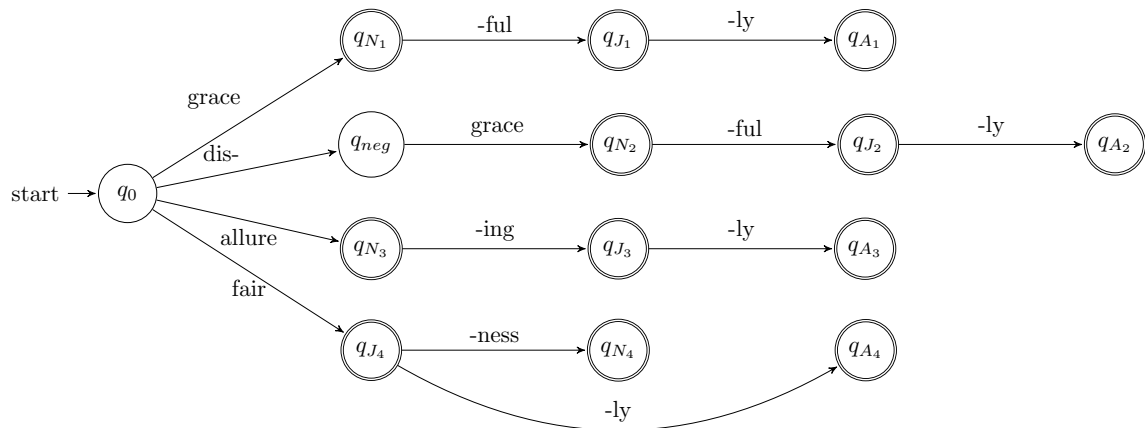 q_{N_1} -ful q_{J_1} -ly q_{A_1}
grace
dis- q_{neg} grace q_{N_2} -ful q_{J_2} -ly q_{A_2}
start q_0
allure q_{N_3} -ing q_{J_3} -ly q_{A_3}
fair
q_{J_4} -ness q_{N_4} q_{A_4}
-ly